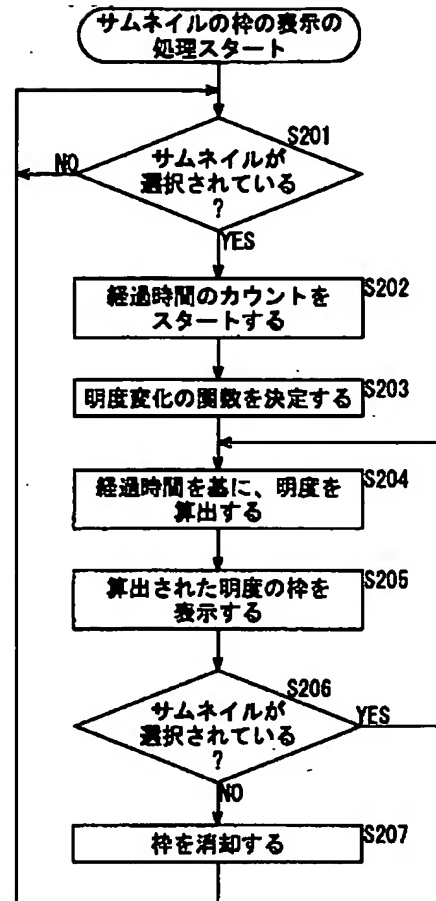 サムネイルの枠の表示の
処理スタート
S201
NO
サムネイルが
選択されている
?
YES
経過時間のカウントを
スタートする
S202
明度変化の関数を決定する
S203
経過時間を基に、明度を
算出する
S204
算出された明度の枠を
表示する
S205
S206
サムネイルが
選択されている
?
YES
NO
枠を消却する
S207